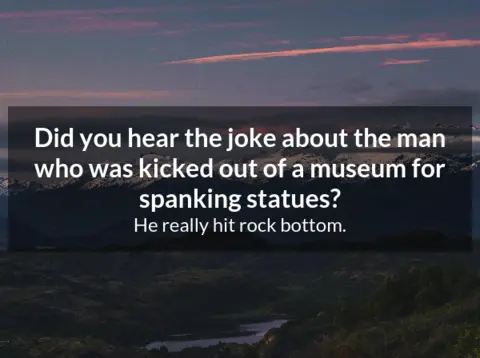 Did you hear the joke about the man
who was kicked out of a museum for
spanking statues?
He really hit rock bottom.